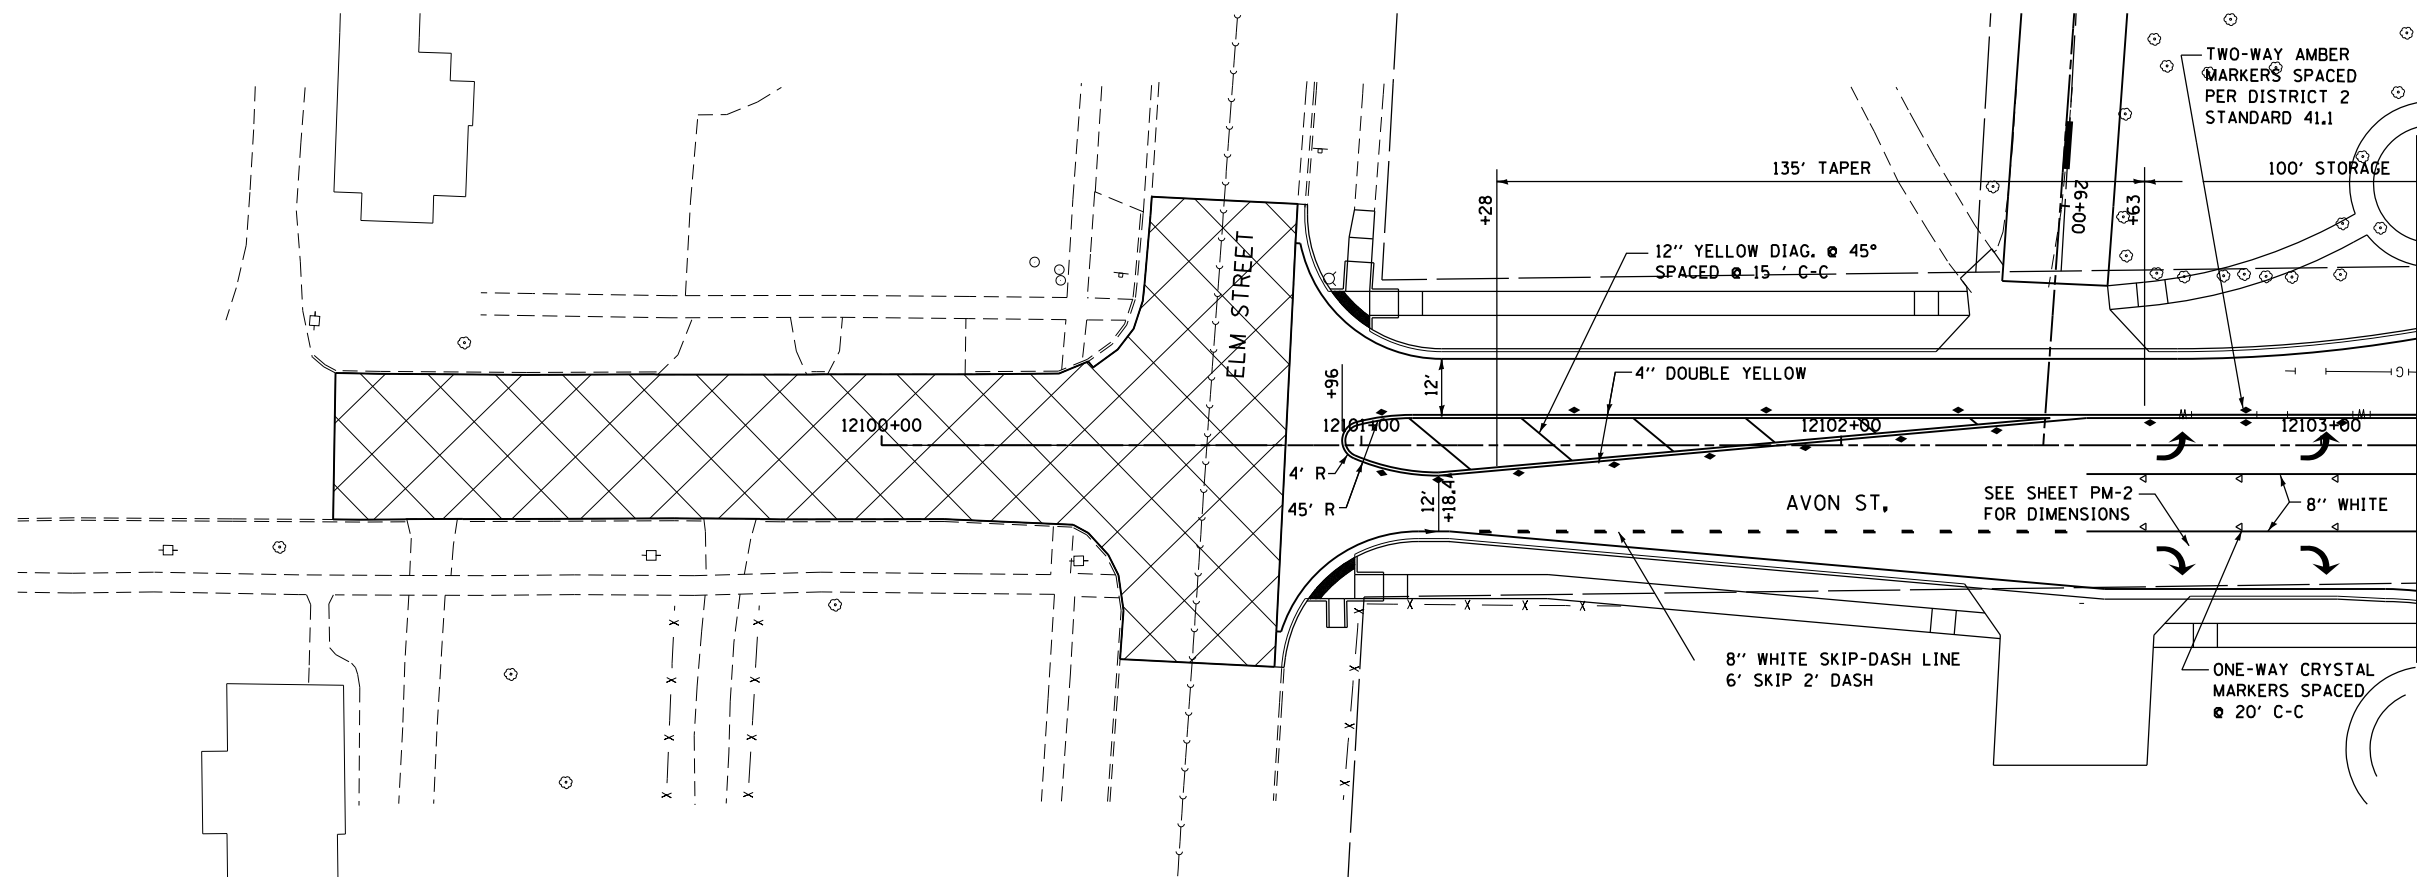 TWO-WAY AMBER
MARKERS SPACED
PER DISTRICT 2
STANDARD 41.1
135' TAPER
100' STORAGE
+28
26+00
+63
12" YELLOW DIAG. @ 45°
SPACED @ 15 ' C-C
ELM STREET
+96
12'
4" DOUBLE YELLOW
12100+00
12101+00
12102+00
12103+00
4' R
45' R
12'
+18.4
AVON ST.
SEE SHEET PM-2
FOR DIMENSIONS
8" WHITE
8" WHITE SKIP-DASH LINE
6' SKIP 2' DASH
ONE-WAY CRYSTAL
MARKERS SPACED
@ 20' C-C